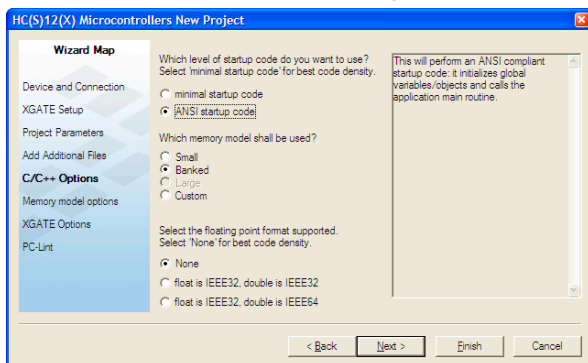 HC(S)12(X) Microcontrollers New Project
Wizard Map
Device and Connection
XGATE Setup
Project Parameters
Add Additional Files
C/C++ Options
Memory model options
XGATE Options
PC-Lint
Which level of startup code do you want to use?
Select 'minimal startup code' for best code density.
minimal startup code
ANSI startup code
Which memory model shall be used?
Small
Banked
Large
Custom
Select the floating point format supported.
Select 'None' for best code density.
None
float is IEEE32, double is IEEE32
float is IEEE32, double is IEEE64
This will perform an ANSI compliant
startup code: it initializes global
variables/objects and calls the
application main routine.
< Back
Next >
Finish
Cancel